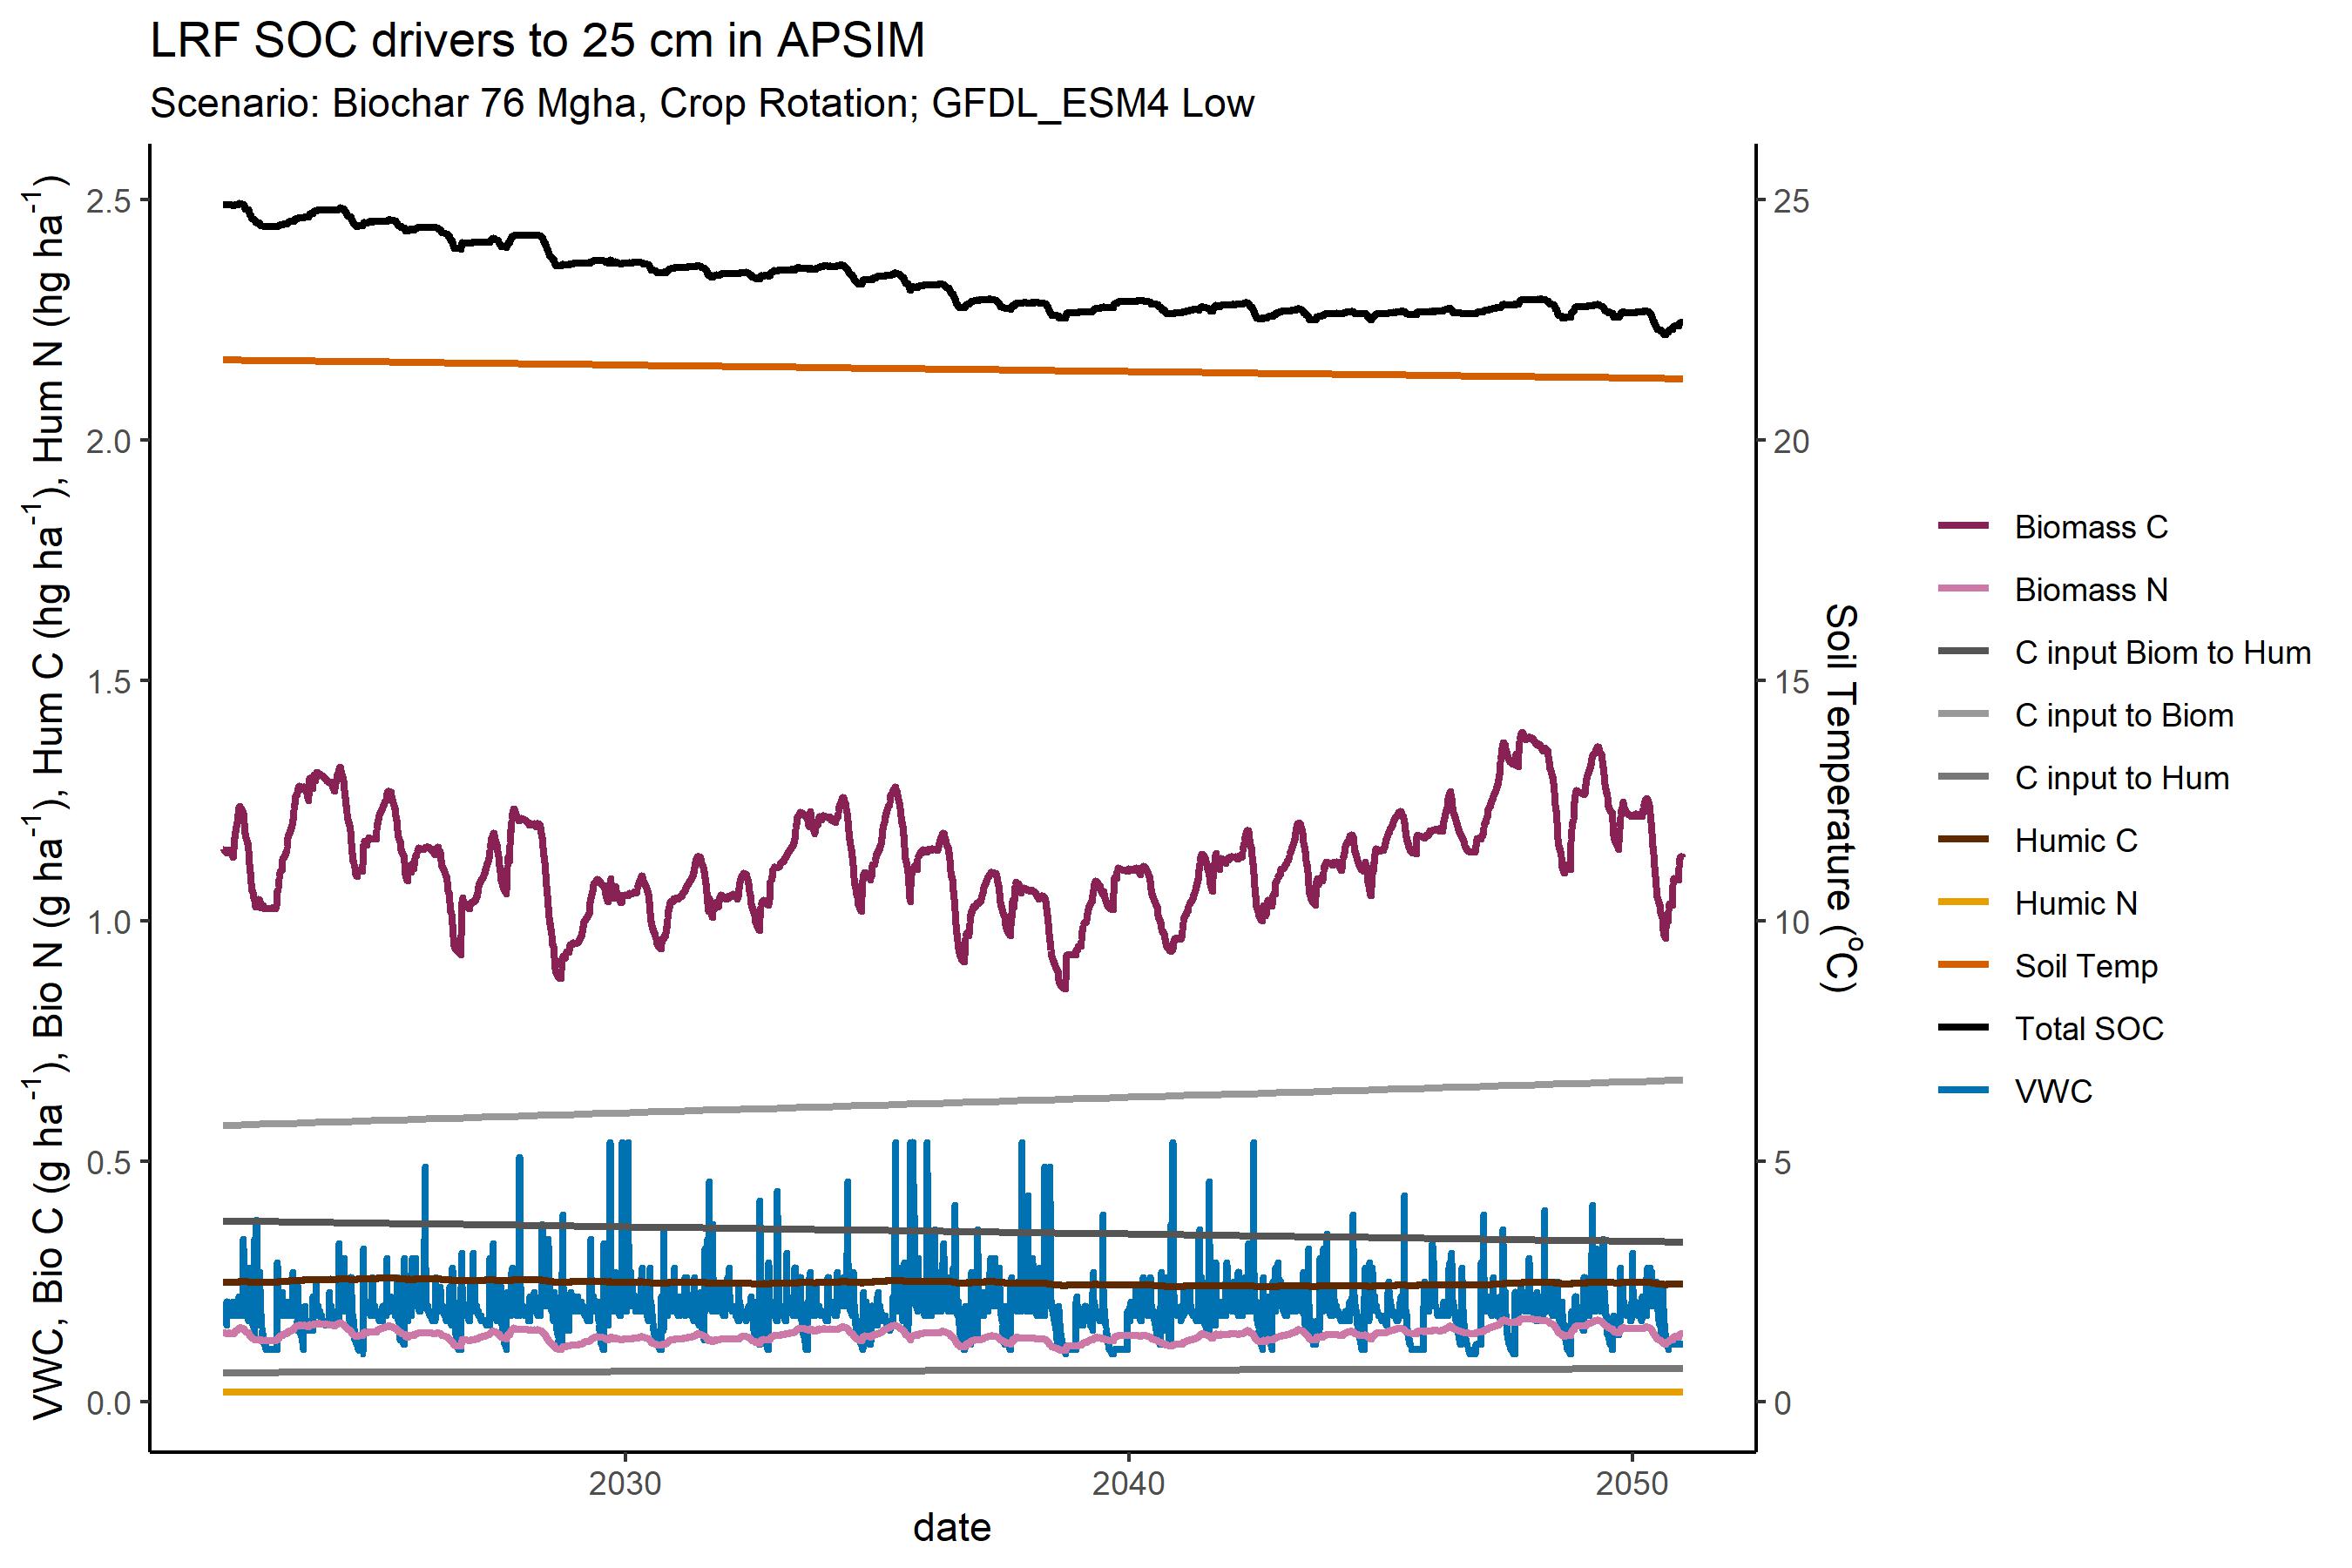 LRF SOC drivers to 25 cm in APSIM
Scenario: Biochar 76 Mgha, Crop Rotation; GFDL_ESM4 Low
VWC, Bio C (g ha⁻¹), Bio N (g ha⁻¹), Hum C (hg ha⁻¹), Hum N (hg ha⁻¹)
2.5
2.0
1.5
1.0
0.5
0.0
25
20
15
10
5
0
Soil Temperature (°C)
2030
2040
2050
date
Biomass C
Biomass N
C input Biom to Hum
C input to Biom
C input to Hum
Humic C
Humic N
Soil Temp
Total SOC
VWC